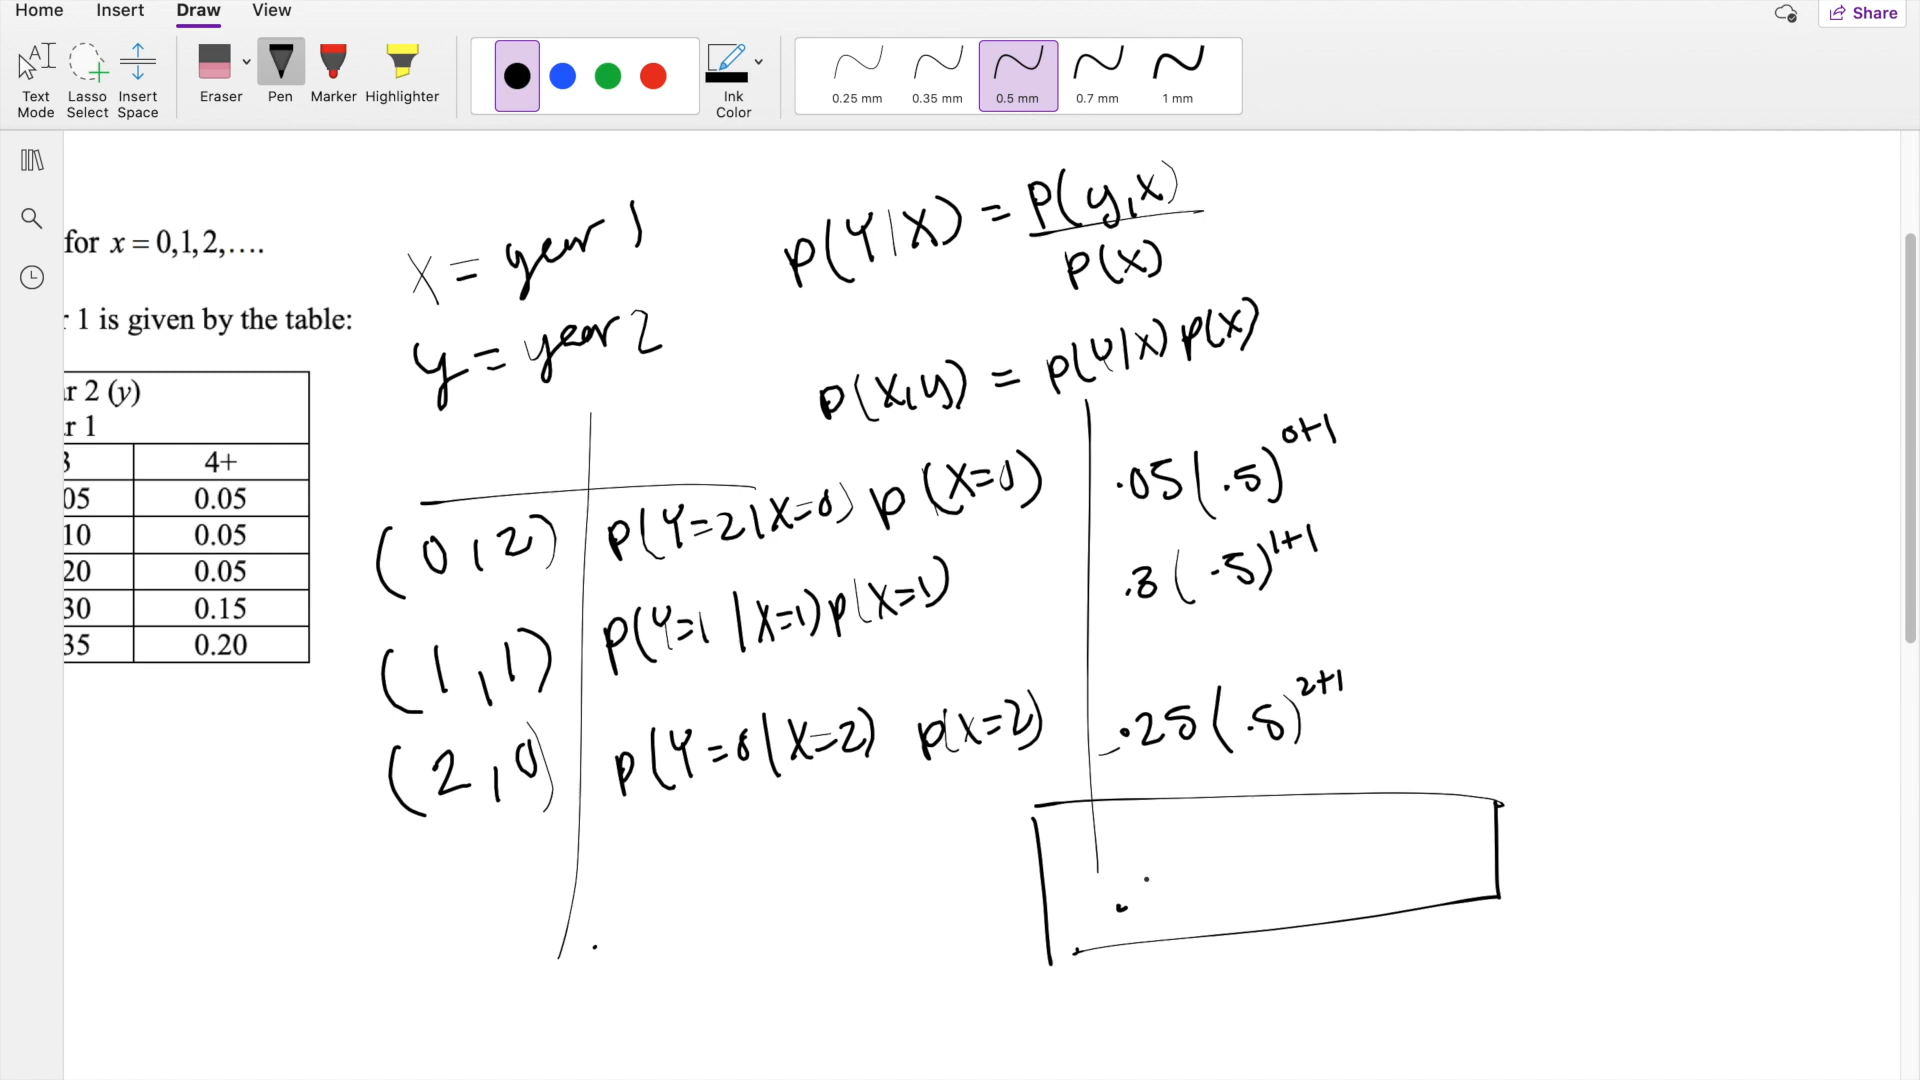 Home Insert Draw View Share
Text Mode Lasso Select Insert Space Eraser Pen Marker Highlighter Ink Color 0.25 mm 0.35 mm 0.5 mm 0.7 mm 1 mm
for x = 0,1,2,….
r 1 is given by the table:
r 2 (y)
r 1
3 4+
05 0.05
10 0.05
20 0.05
30 0.15
35 0.20
X = year 1
y = year 2
P(Y|X) = P(y,x) / P(x)
P(X,y) = P(Y|X) P(X)
(0,2) P(Y=2|X=0) P(X=0) .05(.5)^0+1
(1,1) P(Y=1|X=1) P(X=1) .3(.5)^1+1
(2,0) P(Y=0|X=2) P(X=2) .25(.5)^2+1